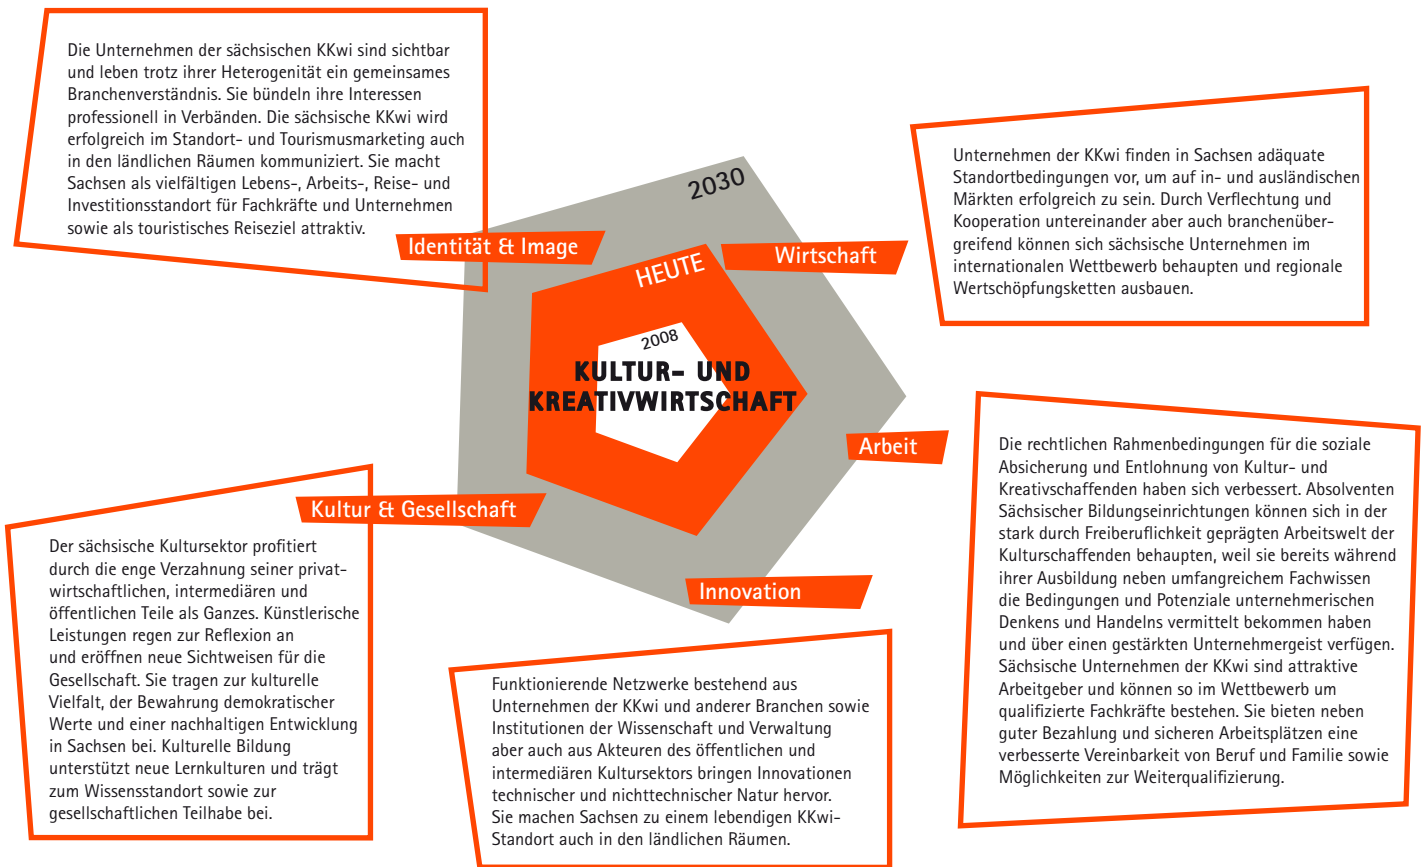 Die Unternehmen der sächsischen KKwi sind sichtbar
und leben trotz ihrer Heterogenität ein gemeinsames
Branchenverständnis. Sie bündeln ihre Interessen
professionell in Verbänden. Die sächsische KKwi wird
erfolgreich im Standort- und Tourismusmarketing auch
in den ländlichen Räumen kommuniziert. Sie macht
Sachsen als vielfältigen Lebens-, Arbeits-, Reise- und
Investitionsstandort für Fachkräfte und Unternehmen
sowie als touristisches Reiseziel attraktiv.
Identität & Image
2030
HEUTE
2008
KULTUR- UND
KREATIVWIRTSCHAFT
Wirtschaft
Unternehmen der KKwi finden in Sachsen adäquate
Standortbedingungen vor, um auf in- und ausländischen
Märkten erfolgreich zu sein. Durch Verflechtung und
Kooperation untereinander aber auch branchenüber-
greifend können sich sächsische Unternehmen im
internationalen Wettbewerb behaupten und regionale
Wertschöpfungsketten ausbauen.
Arbeit
Die rechtlichen Rahmenbedingungen für die soziale
Absicherung und Entlohnung von Kultur- und
Kreativschaffenden haben sich verbessert. Absolventen
Sächsischer Bildungseinrichtungen können sich in der
stark durch Freiberuflichkeit geprägten Arbeitswelt der
Kulturschaffenden behaupten, weil sie bereits während
ihrer Ausbildung neben umfangreichem Fachwissen
die Bedingungen und Potenziale unternehmerischen
Denkens und Handelns vermittelt bekommen haben
und über einen gestärkten Unternehmergeist verfügen.
Sächsische Unternehmen der KKwi sind attraktive
Arbeitgeber und können so im Wettbewerb um
qualifizierte Fachkräfte bestehen. Sie bieten neben
guter Bezahlung und sicheren Arbeitsplätzen eine
verbesserte Vereinbarkeit von Beruf und Familie sowie
Möglichkeiten zur Weiterqualifizierung.
Kultur & Gesellschaft
Der sächsische Kultursektor profitiert
durch die enge Verzahnung seiner privat-
wirtschaftlichen, intermediären und
öffentlichen Teile als Ganzes. Künstlerische
Leistungen regen zur Reflexion an
und eröffnen neue Sichtweisen für die
Gesellschaft. Sie tragen zur kulturelle
Vielfalt, der Bewahrung demokratischer
Werte und einer nachhaltigen Entwicklung
in Sachsen bei. Kulturelle Bildung
unterstützt neue Lernkulturen und trägt
zum Wissensstandort sowie zur
gesellschaftlichen Teilhabe bei.
Innovation
Funktionierende Netzwerke bestehend aus
Unternehmen der KKwi und anderer Branchen sowie
Institutionen der Wissenschaft und Verwaltung
aber auch aus Akteuren des öffentlichen und
intermediären Kultursektors bringen Innovationen
technischer und nichttechnischer Natur hervor.
Sie machen Sachsen zu einem lebendigen KKwi-
Standort auch in den ländlichen Räumen.